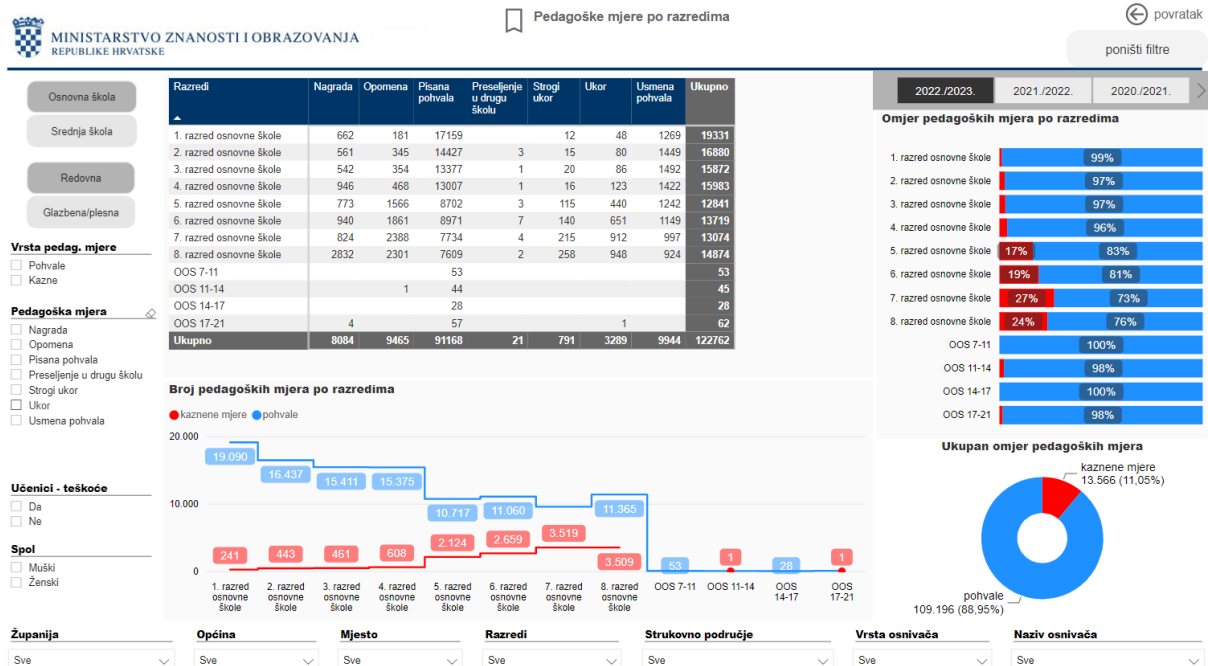 Pedagoške mjere po razredima
povratak
MINISTARSTVO ZNANOSTI I OBRAZOVANJA
REPUBLIKE HRVATSKE
poništi filtre
Osnovna škola
Srednja škola
Redovna
Glazbena/plesna
Vrsta pedag. mjere
Pohvale
Kazne
Pedagoška mjera
Nagrada
Opomena
Pisana pohvala
Preseljenje u drugu školu
Strogi ukor
Ukor
Usmena pohvala
Učenici - teškoće
Da
Ne
Spol
Muški
Ženski
Razredi Nagrada Opomena Pisana pohvala Preseljenje u drugu školu Strogi ukor Ukor Usmena pohvala Ukupno
1. razred osnovne škole 662 181 17159 12 48 1269 19331
2. razred osnovne škole 561 345 14427 3 15 80 1449 16880
3. razred osnovne škole 542 354 13377 1 20 86 1492 15872
4. razred osnovne škole 946 468 13007 1 16 123 1422 15983
5. razred osnovne škole 773 1566 8702 3 115 440 1242 12841
6. razred osnovne škole 940 1861 8971 7 140 651 1149 13719
7. razred osnovne škole 824 2388 7734 4 215 912 997 13074
8. razred osnovne škole 2832 2301 7609 2 258 948 924 14874
OOS 7-11 53 53
OOS 11-14 1 44 45
OOS 14-17 28 28
OOS 17-21 4 57 1 62
Ukupno 8084 9465 91168 21 791 3289 9944 122762
Broj pedagoških mjera po razredima
kaznene mjere pohvale
20.000
10.000
0
19.090
16.437
15.411
15.375
10.717
11.060
11.365
53
28
241
443
461
608
2.124
2.659
3.519
3.509
1
1
1. razred osnovne škole
2. razred osnovne škole
3. razred osnovne škole
4. razred osnovne škole
5. razred osnovne škole
6. razred osnovne škole
7. razred osnovne škole
8. razred osnovne škole
OOS 7-11
OOS 11-14
OOS 14-17
OOS 17-21
2022./2023. 2021./2022. 2020./2021.
Omjer pedagoških mjera po razredima
1. razred osnovne škole 99%
2. razred osnovne škole 97%
3. razred osnovne škole 97%
4. razred osnovne škole 96%
5. razred osnovne škole 17% 83%
6. razred osnovne škole 19% 81%
7. razred osnovne škole 27% 73%
8. razred osnovne škole 24% 76%
OOS 7-11 100%
OOS 11-14 98%
OOS 14-17 100%
OOS 17-21 98%
Ukupan omjer pedagoških mjera
kaznene mjere
13.566 (11,05%)
pohvale
109.196 (88,95%)
Županija Općina Mjesto Razredi Strukovno područje Vrsta osnivača Naziv osnivača
Sve Sve Sve Sve Sve Sve Sve